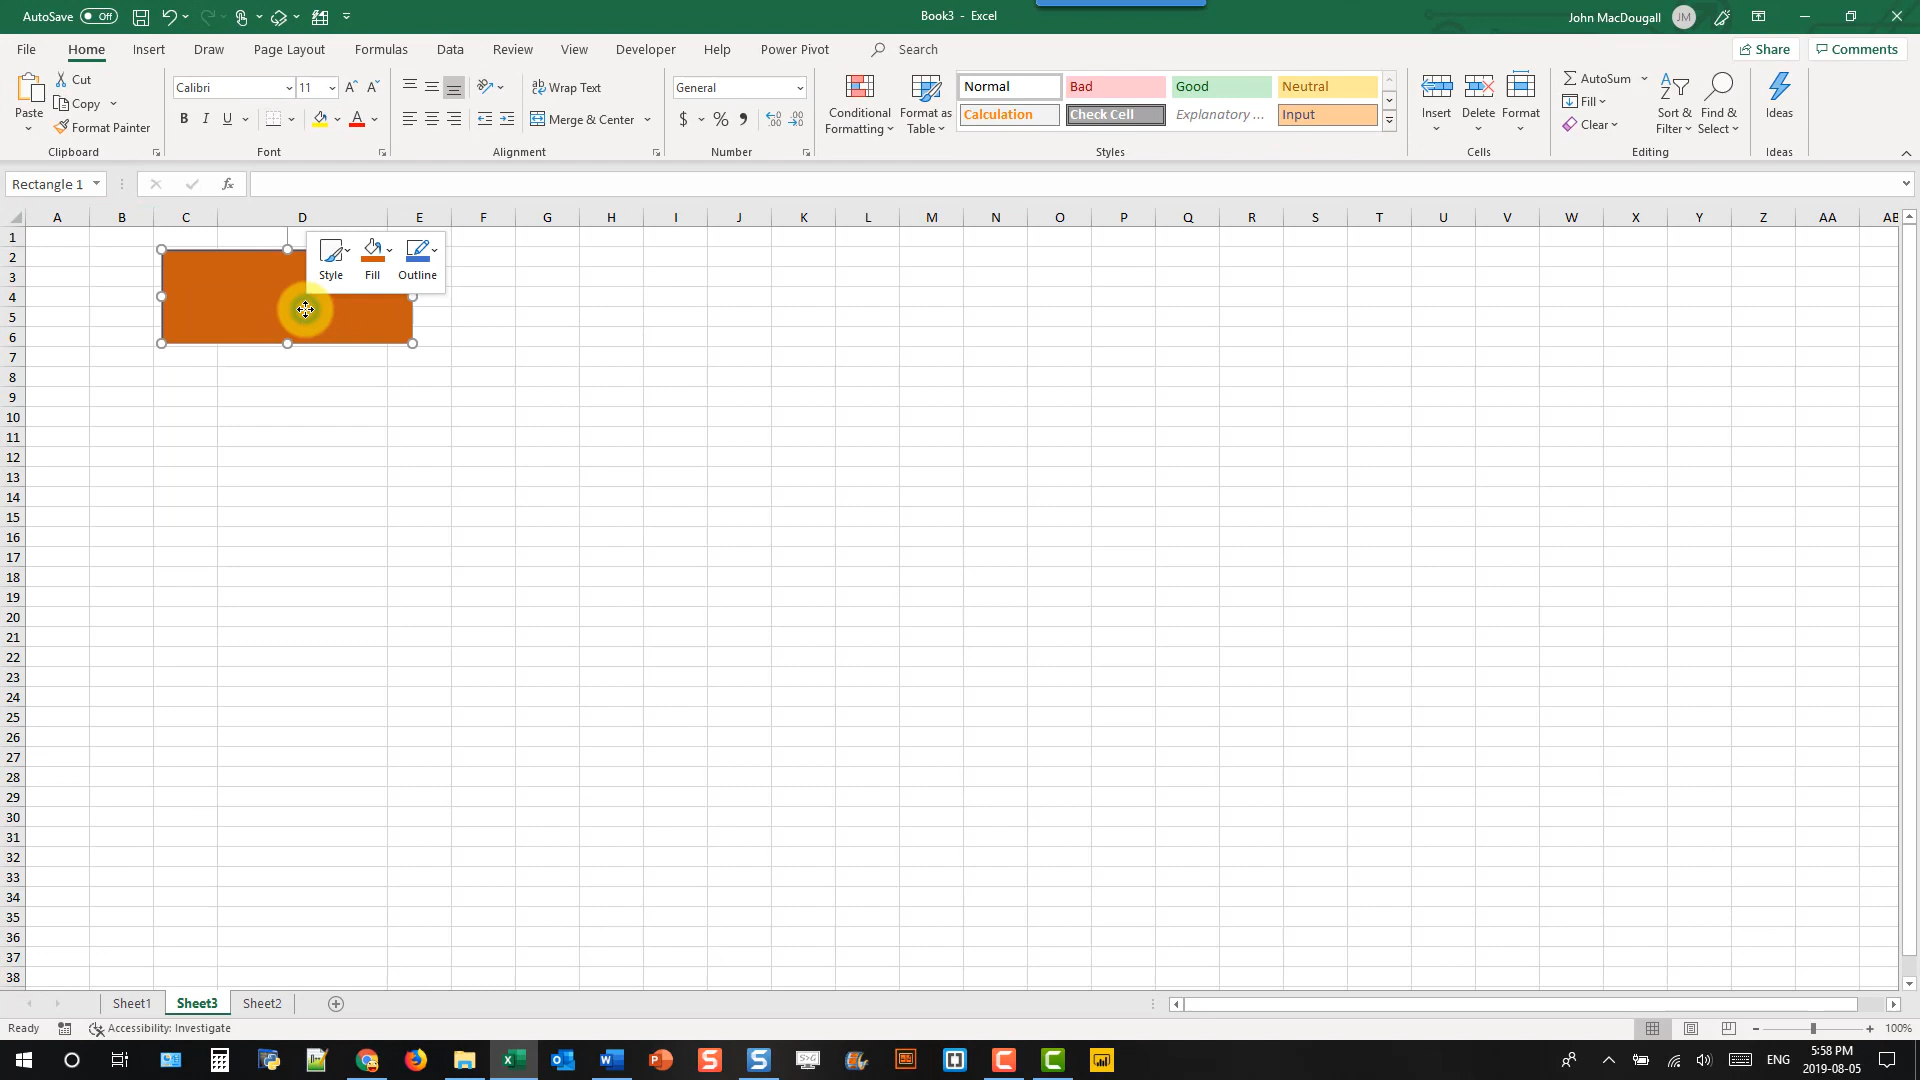 AutoSave Off Book3 - Excel John MacDougall JM
File Home Insert Draw Page Layout Formulas Data Review View Developer Help Power Pivot Search Share Comments
Paste Cut Copy Format Painter Clipboard
Calibri 11 B I U A Font
Wrap Text Merge & Center Alignment
General $ % Number
Conditional Formatting Format as Table
Normal Bad Good Neutral
Calculation Check Cell Explanatory ... Input
Styles
Insert Delete Format Cells
AutoSum Fill Clear Sort & Filter Find & Select Editing
Ideas Ideas
Rectangle 1 fx
A B C D E F G H I J K L M N O P Q R S T U V W X Y Z AA AB
1
2
3
4
5
6
7
8
9
10
11
12
13
14
15
16
17
18
19
20
21
22
23
24
25
26
27
28
29
30
31
32
33
34
35
36
37
38
Style Fill Outline
Sheet1 Sheet3 Sheet2
Ready Accessibility: Investigate 100%
ENG 5:58 PM
2019-08-05